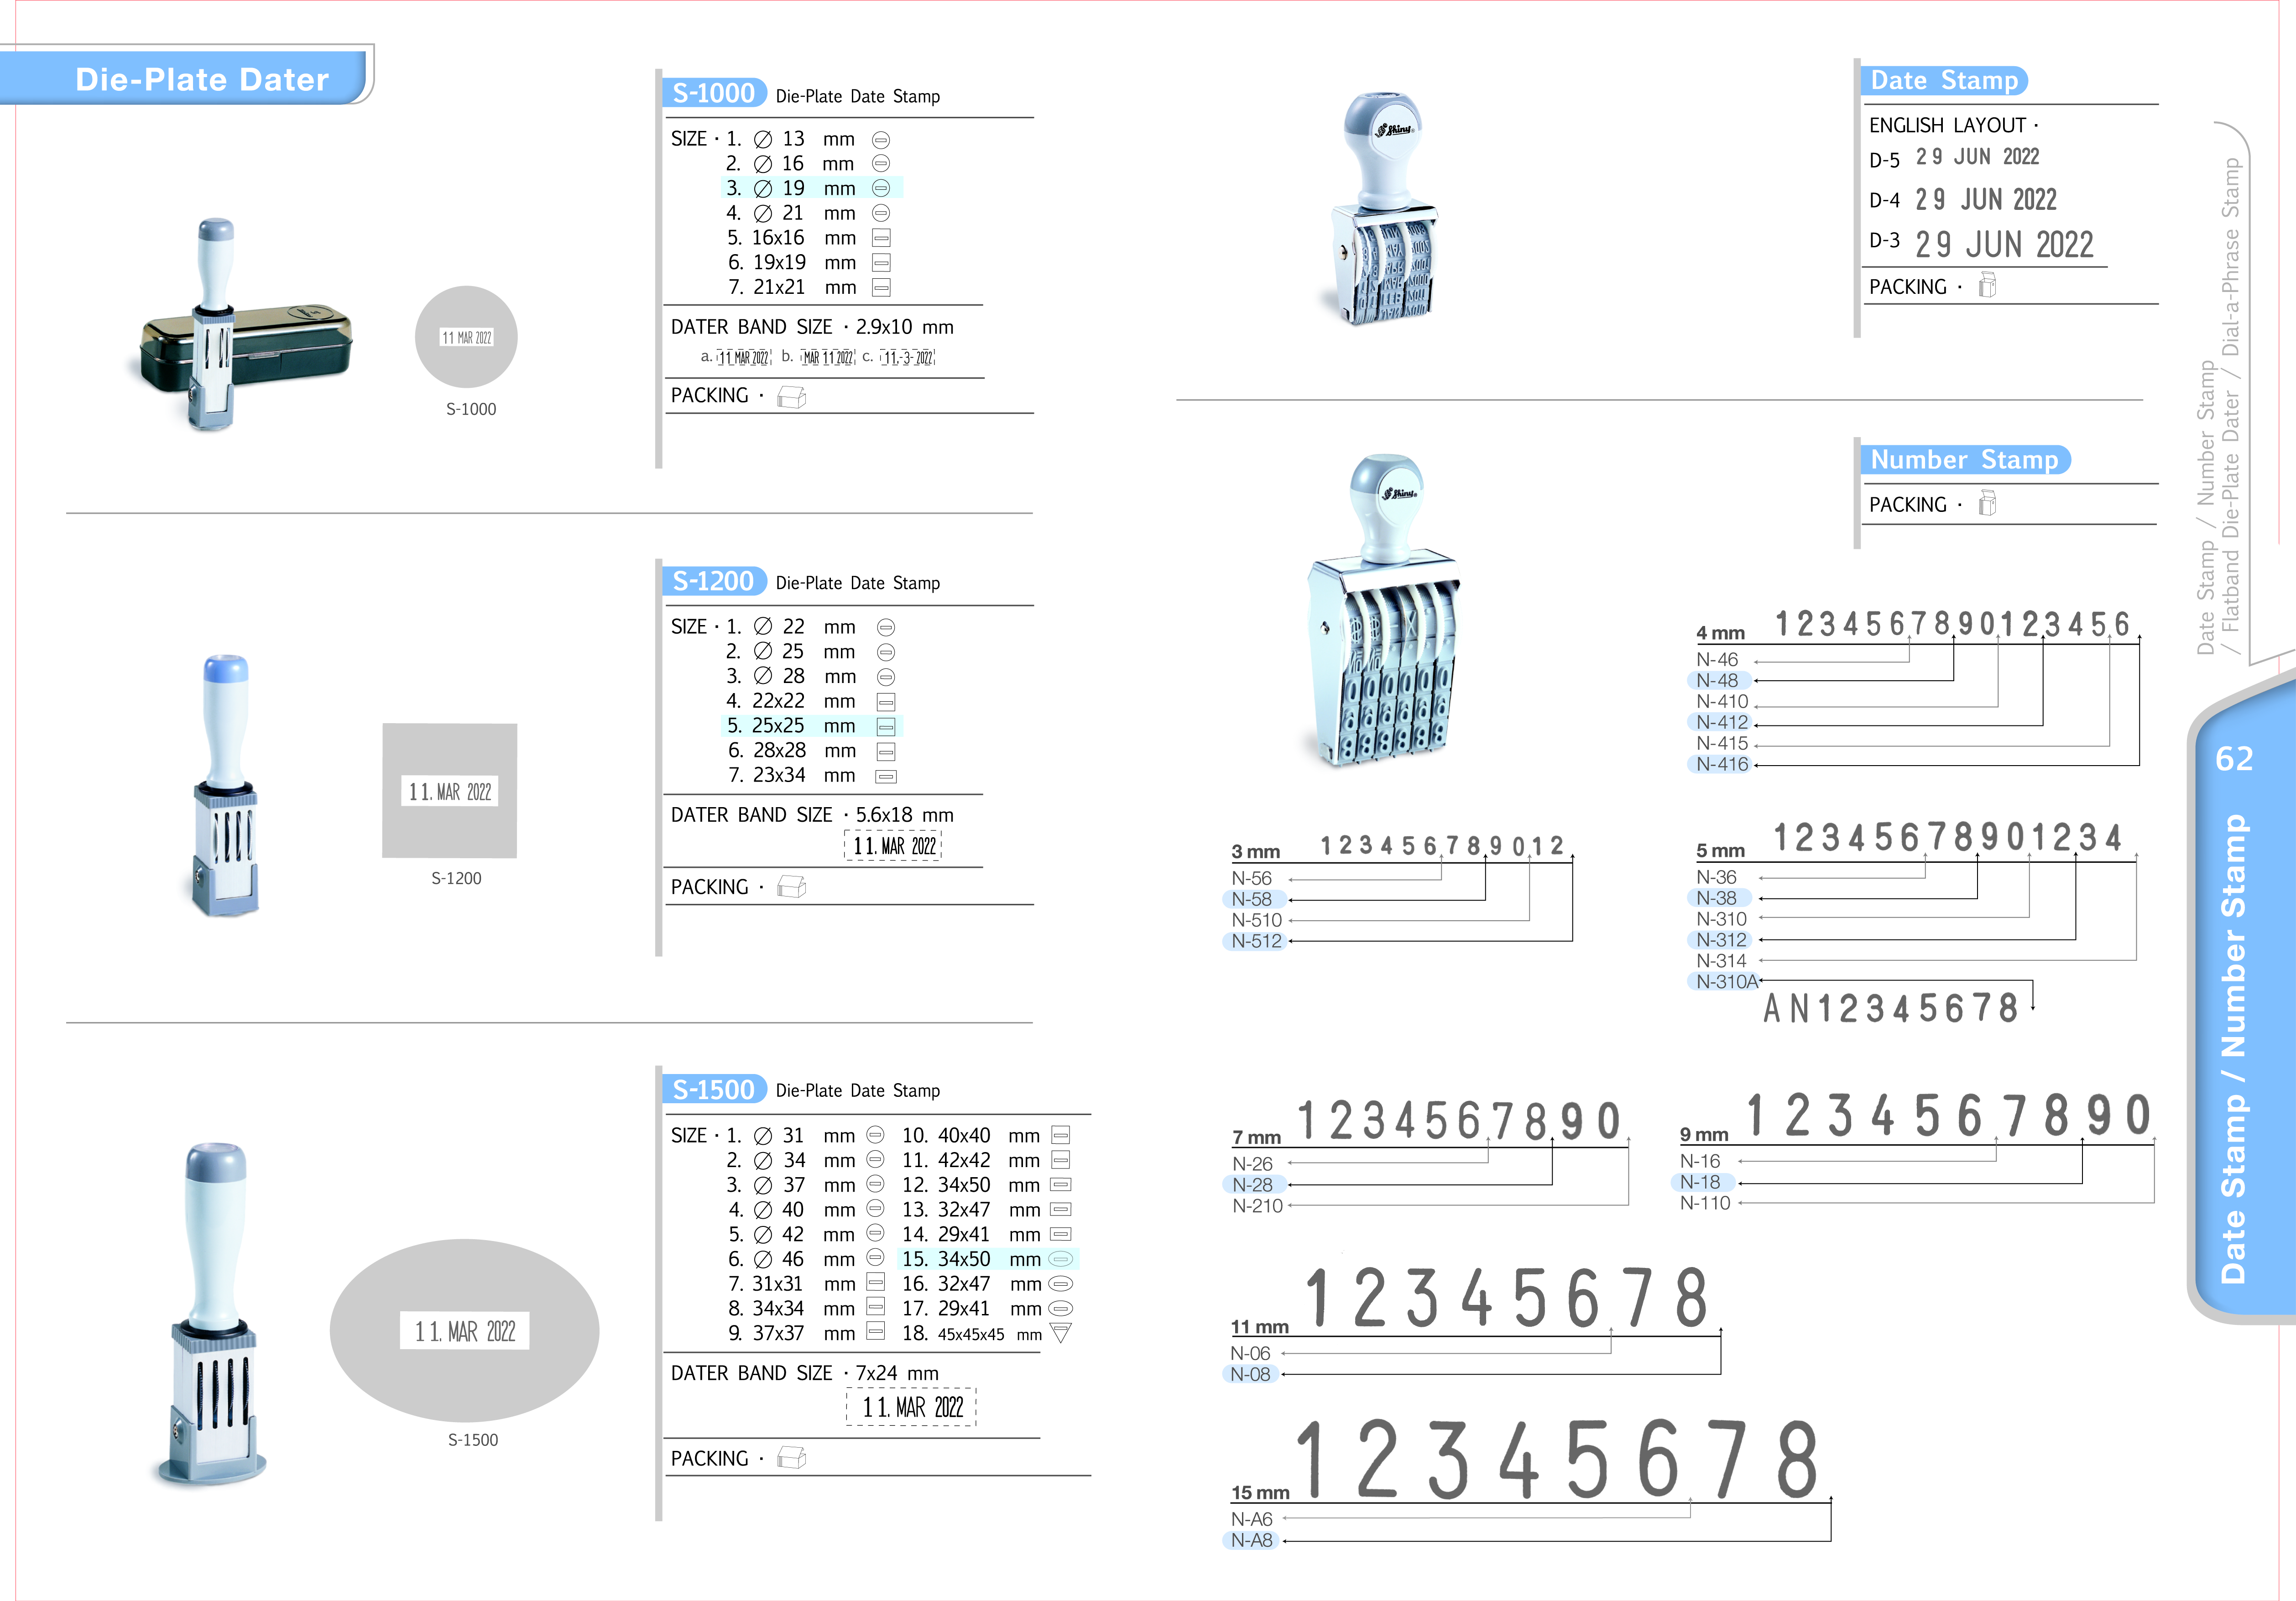 Die-Plate Dater
S-1000 Die-Plate Date Stamp
SIZE · 1. ∅ 13 mm
2. ∅ 16 mm
3. ∅ 19 mm
4. ∅ 21 mm
5. 16x16 mm
6. 19x19 mm
7. 21x21 mm
DATER BAND SIZE · 2.9x10 mm
a. 11 MAR 2022 b. MAR 11 2022 c. 11.-3-2022
PACKING ·
11 MAR 2022
S-1000
S-1200 Die-Plate Date Stamp
SIZE · 1. ∅ 22 mm
2. ∅ 25 mm
3. ∅ 28 mm
4. 22x22 mm
5. 25x25 mm
6. 28x28 mm
7. 23x34 mm
DATER BAND SIZE · 5.6x18 mm
11. MAR 2022
PACKING ·
11. MAR 2022
S-1200
S-1500 Die-Plate Date Stamp
SIZE · 1. ∅ 31 mm 10. 40x40 mm
2. ∅ 34 mm 11. 42x42 mm
3. ∅ 37 mm 12. 34x50 mm
4. ∅ 40 mm 13. 32x47 mm
5. ∅ 42 mm 14. 29x41 mm
6. ∅ 46 mm 15. 34x50 mm
7. 31x31 mm 16. 32x47 mm
8. 34x34 mm 17. 29x41 mm
9. 37x37 mm 18. 45x45x45 mm
DATER BAND SIZE · 7x24 mm
11. MAR 2022
PACKING ·
11. MAR 2022
S-1500
Shiny®
Date Stamp
ENGLISH LAYOUT ·
D-5 29 JUN 2022
D-4 29 JUN 2022
D-3 29 JUN 2022
PACKING ·
Shiny®
Number Stamp
PACKING ·
4 mm 1234567890123456
N-46
N-48
N-410
N-412
N-415
N-416
3 mm 123456789012
N-56
N-58
N-510
N-512
5 mm 12345678901234
N-36
N-38
N-310
N-312
N-314
N-310A
AN12345678
7 mm 1234567890
N-26
N-28
N-210
9 mm 1234567890
N-16
N-18
N-110
11 mm 12345678
N-06
N-08
15 mm 12345678
N-A6
N-A8
Date Stamp / Number Stamp
/ Flatband Die-Plate Dater / Dial-a-Phrase Stamp
62
Date Stamp / Number Stamp